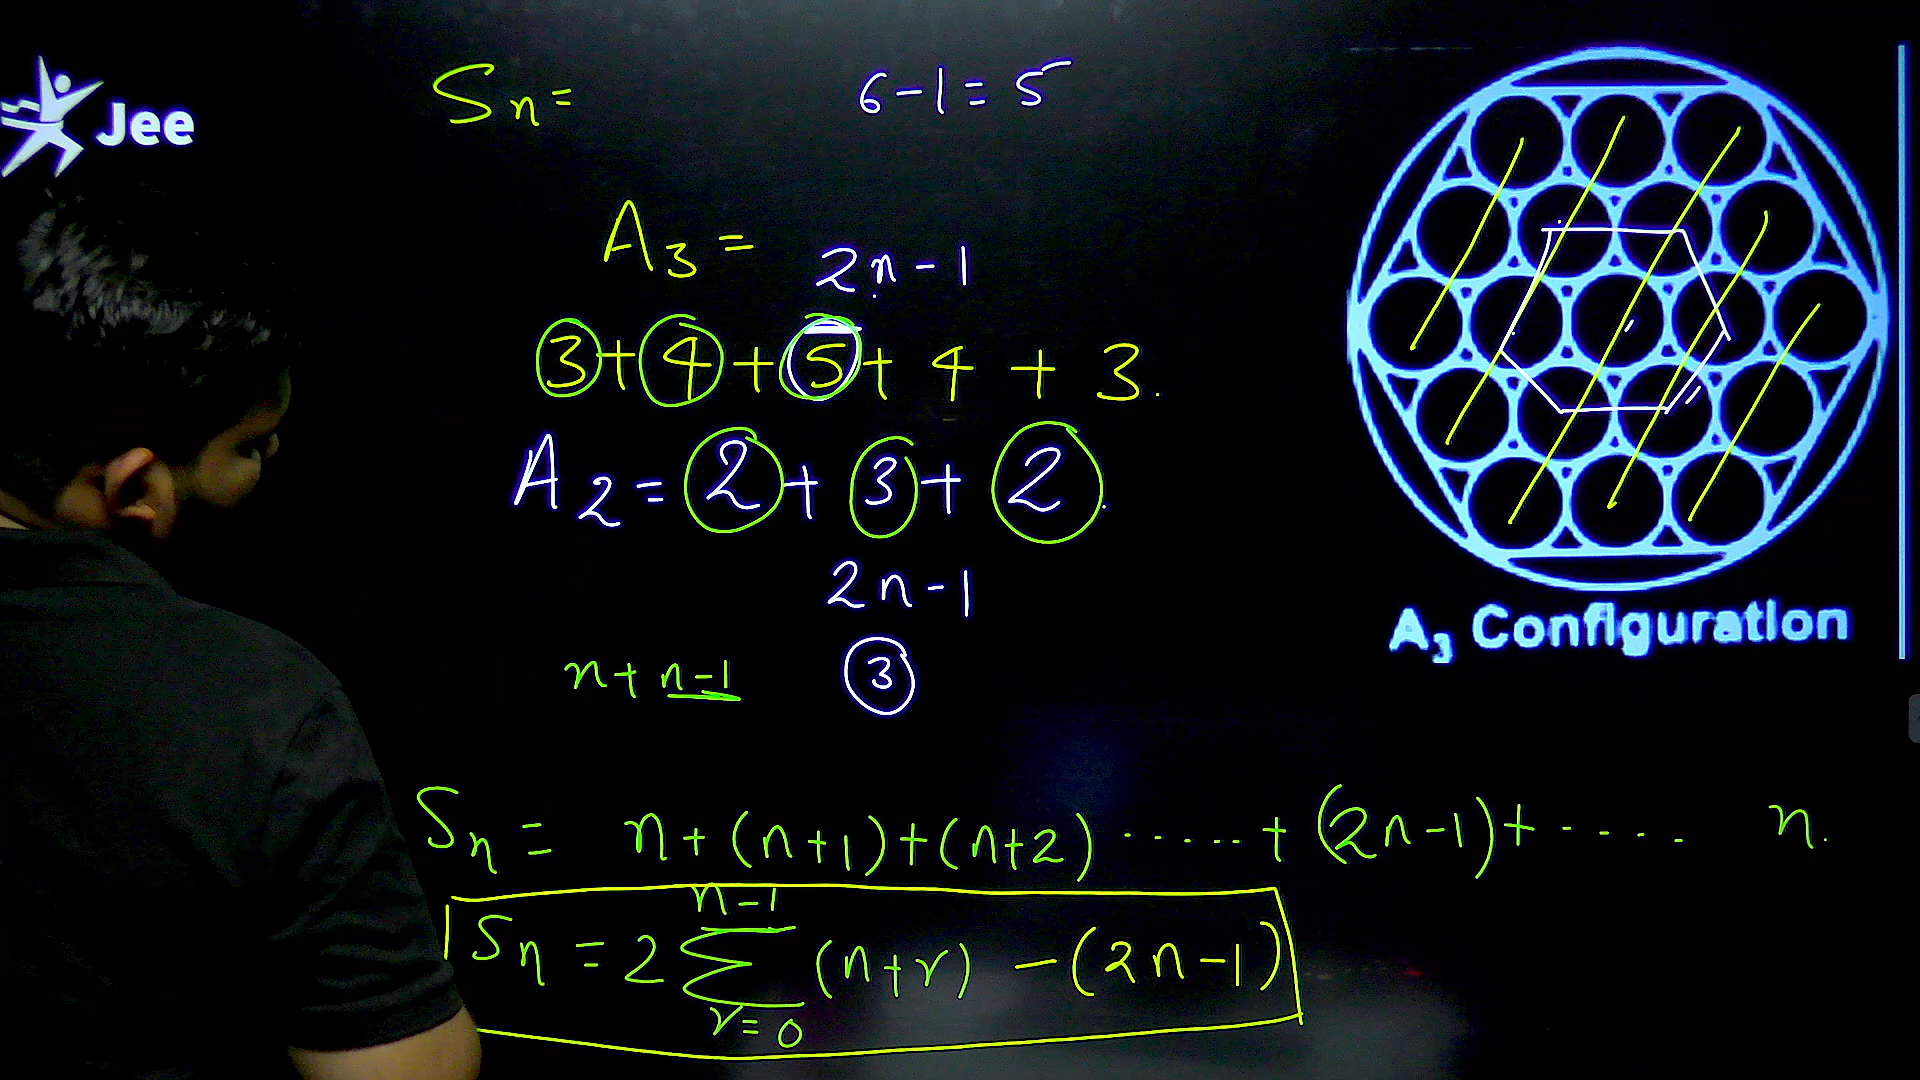 Jee
Sn =
6-1 = 5
A3 =
2n-1
3+4+5+4+3.
A2 = 2+3+2.
2n-1
n+n-1
3
A3 Configuration
Sn = n+(n+1)+(n+2) .....+(2n-1)+.... n.
Sn = 2 Σ (n+r) -(2n-1)
n-1
r=0